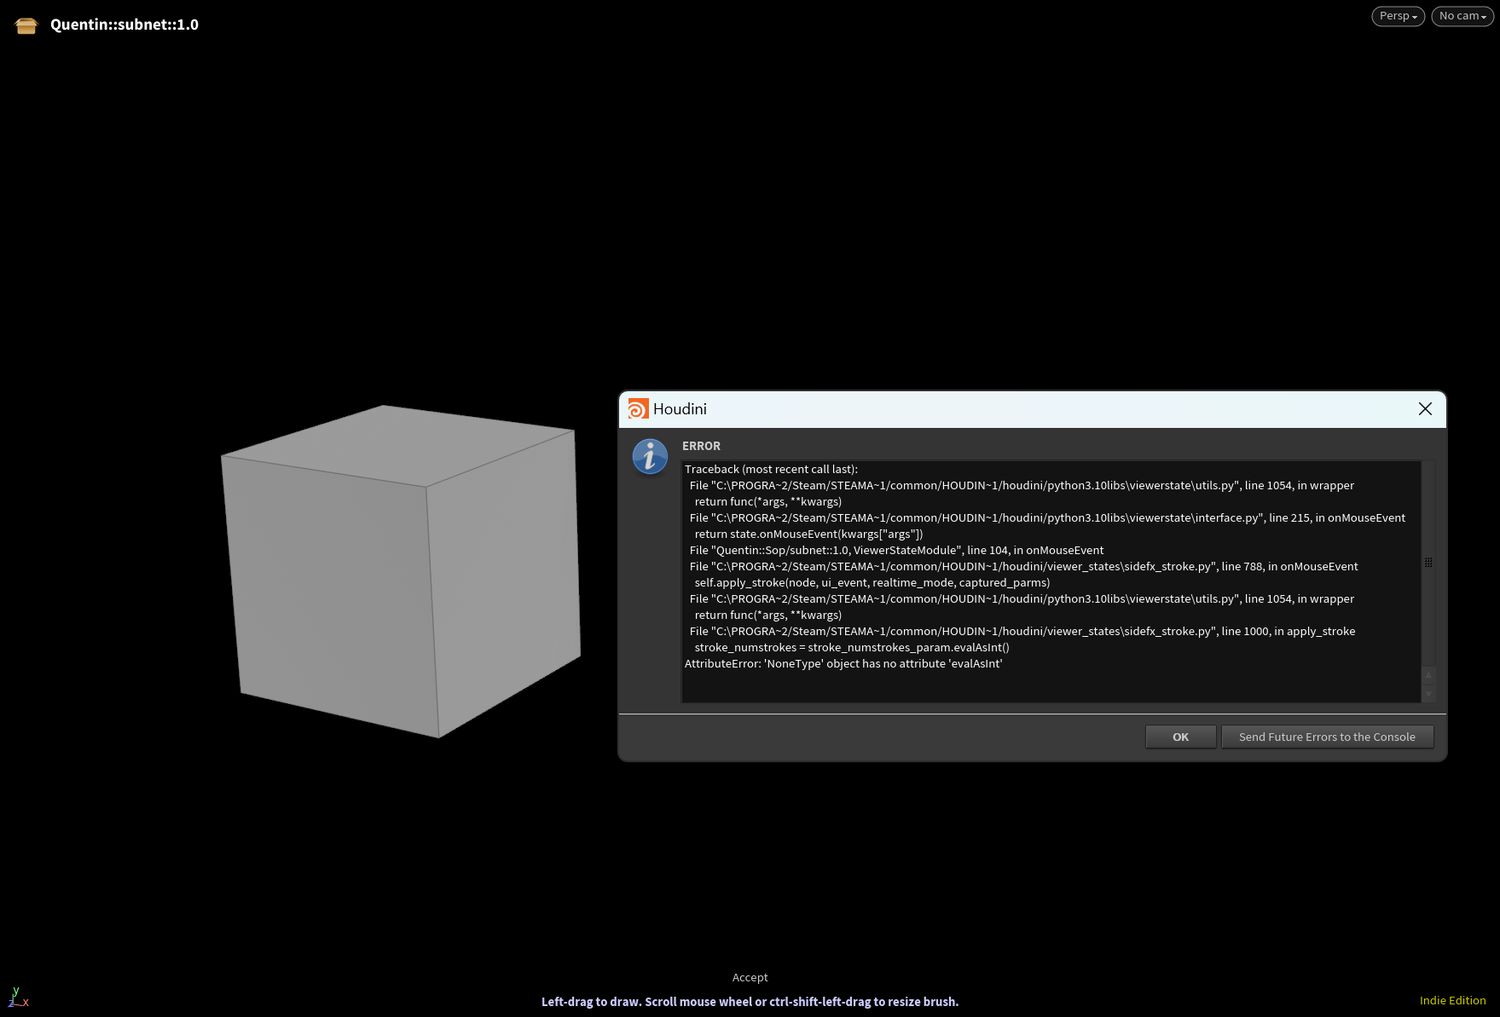 Quentin::subnet::1.0
Persp
No cam
Houdini
ERROR
Traceback (most recent call last):
File "C:\PROGRA~2/Steam/STEAMA~1/common/HOUDIN~1/houdini/python3.10libs\viewerstate\utils.py", line 1054, in wrapper
return func(*args, **kwargs)
File "C:\PROGRA~2/Steam/STEAMA~1/common/HOUDIN~1/houdini/python3.10libs\viewerstate\interface.py", line 215, in onMouseEvent
return state.onMouseEvent(kwargs["args"])
File "Quentin::Sop/subnet::1.0, ViewerStateModule", line 104, in onMouseEvent
File "C:\PROGRA~2/Steam/STEAMA~1/common/HOUDIN~1/houdini/viewer_states\sidefx_stroke.py", line 788, in onMouseEvent
self.apply_stroke(node, ui_event, realtime_mode, captured_parms)
File "C:\PROGRA~2/Steam/STEAMA~1/common/HOUDIN~1/houdini/python3.10libs\viewerstate\utils.py", line 1054, in wrapper
return func(*args, **kwargs)
File "C:\PROGRA~2/Steam/STEAMA~1/common/HOUDIN~1/houdini/viewer_states\sidefx_stroke.py", line 1000, in apply_stroke
stroke_numstrokes = stroke_numstrokes_param.evalAsInt()
AttributeError: 'NoneType' object has no attribute 'evalAsInt'
OK
Send Future Errors to the Console
Accept
Left-drag to draw. Scroll mouse wheel or ctrl-shift-left-drag to resize brush.
y
z x
Indie Edition